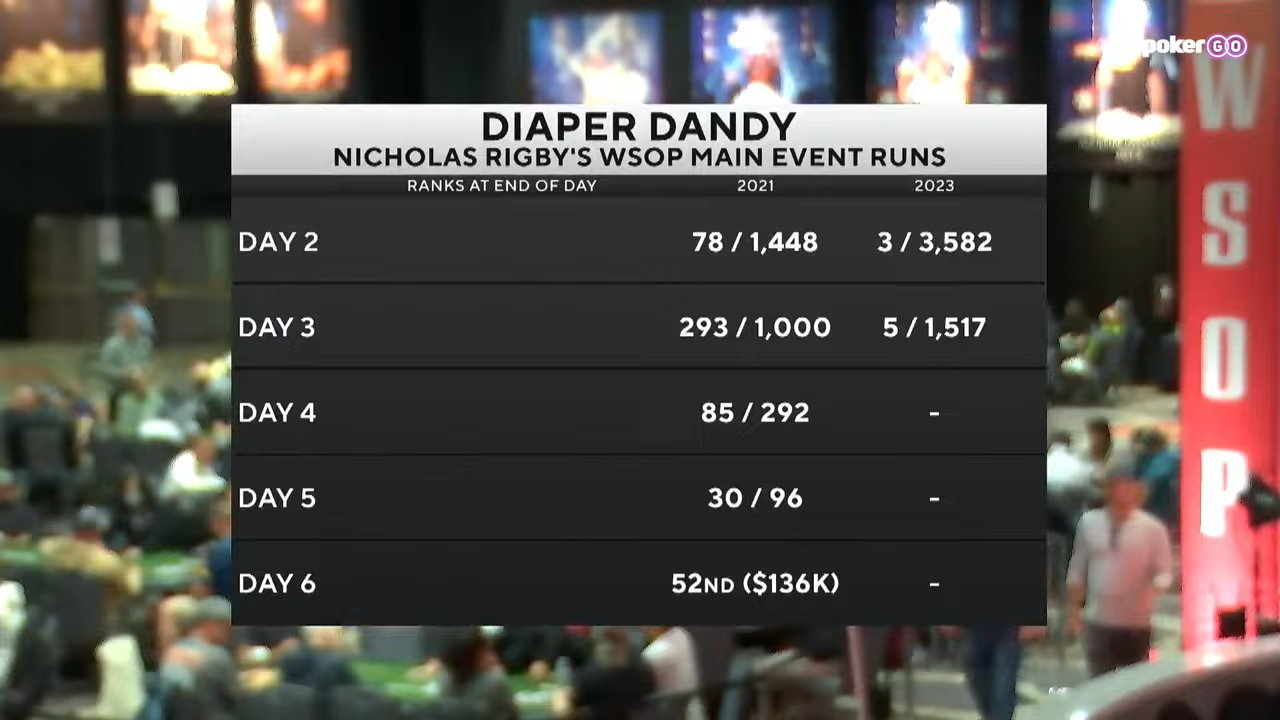 pokerGO
DIAPER DANDY
NICHOLAS RIGBY'S WSOP MAIN EVENT RUNS
RANKS AT END OF DAY 2021 2023
DAY 2 78 / 1,448 3 / 3,582
DAY 3 293 / 1,000 5 / 1,517
DAY 4 85 / 292 -
DAY 5 30 / 96 -
DAY 6 52ND ($136K) -
WSOP